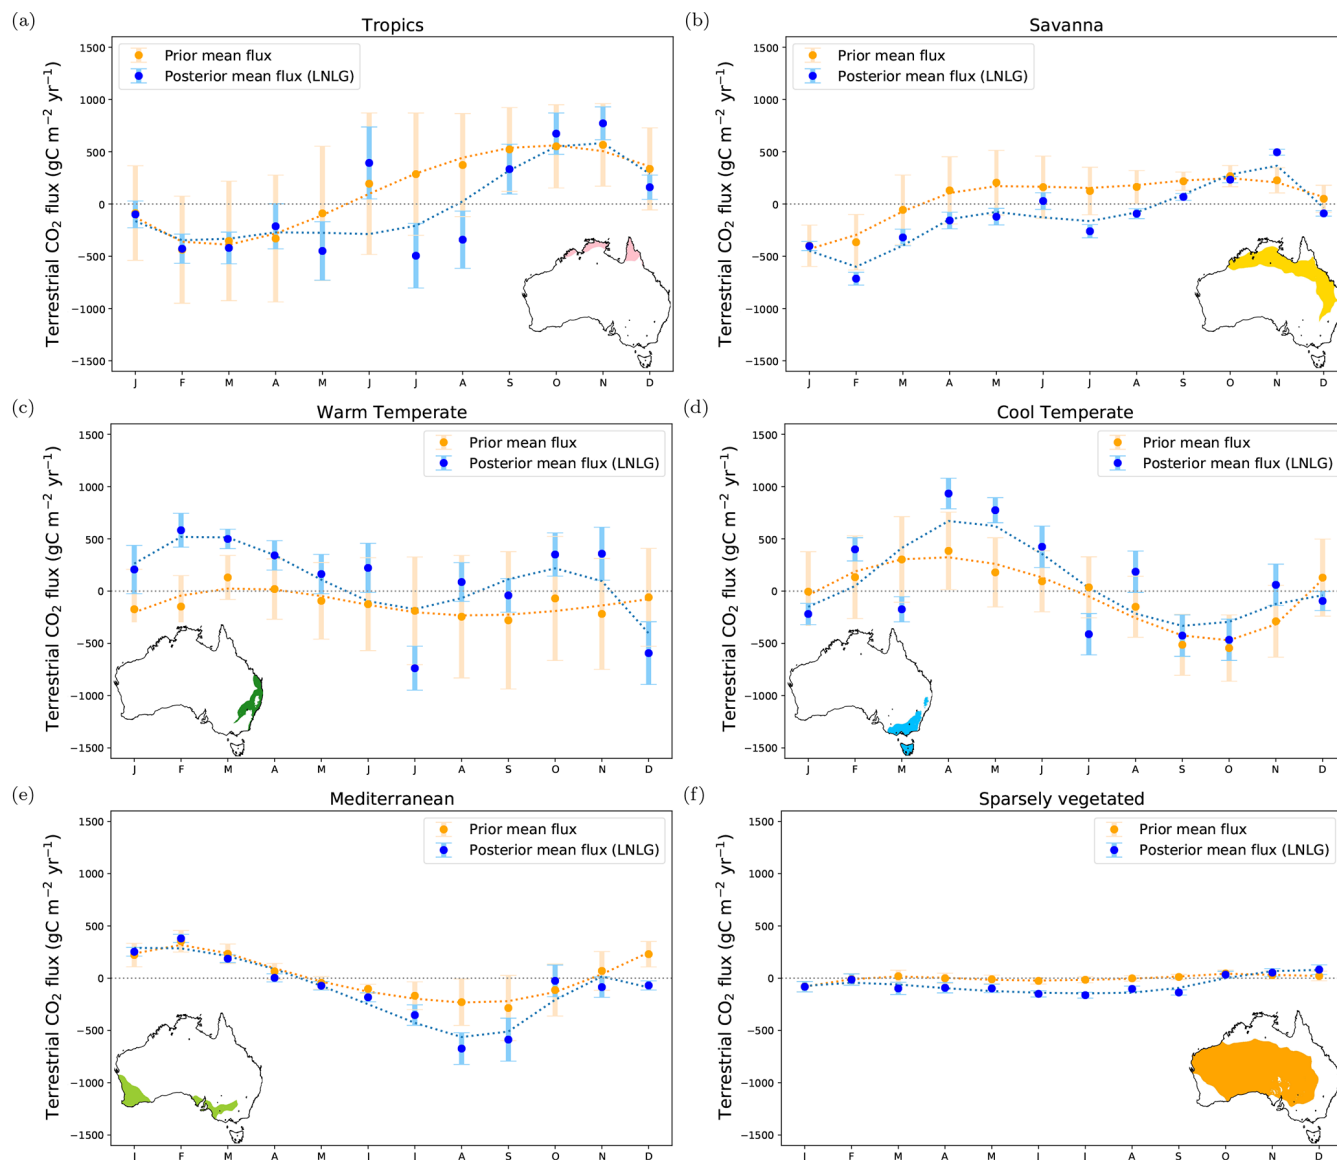 (a)
Tropics
Terrestrial CO₂ flux (gC m⁻² yr⁻¹)
1500
1000
500
0
−500
−1000
−1500
Prior mean flux
Posterior mean flux (LNLG)
J F M A M J J A S O N D
(b)
Savanna
Terrestrial CO₂ flux (gC m⁻² yr⁻¹)
1500
1000
500
0
−500
−1000
−1500
Prior mean flux
Posterior mean flux (LNLG)
J F M A M J J A S O N D
(c)
Warm Temperate
Terrestrial CO₂ flux (gC m⁻² yr⁻¹)
1500
1000
500
0
−500
−1000
−1500
Prior mean flux
Posterior mean flux (LNLG)
J F M A M J J A S O N D
(d)
Cool Temperate
Terrestrial CO₂ flux (gC m⁻² yr⁻¹)
1500
1000
500
0
−500
−1000
−1500
Prior mean flux
Posterior mean flux (LNLG)
J F M A M J J A S O N D
(e)
Mediterranean
Terrestrial CO₂ flux (gC m⁻² yr⁻¹)
1500
1000
500
0
−500
−1000
−1500
Prior mean flux
Posterior mean flux (LNLG)
J F M A M J J A S O N D
(f)
Sparsely vegetated
Terrestrial CO₂ flux (gC m⁻² yr⁻¹)
1500
1000
500
0
−500
−1000
−1500
Prior mean flux
Posterior mean flux (LNLG)
J F M A M J J A S O N D